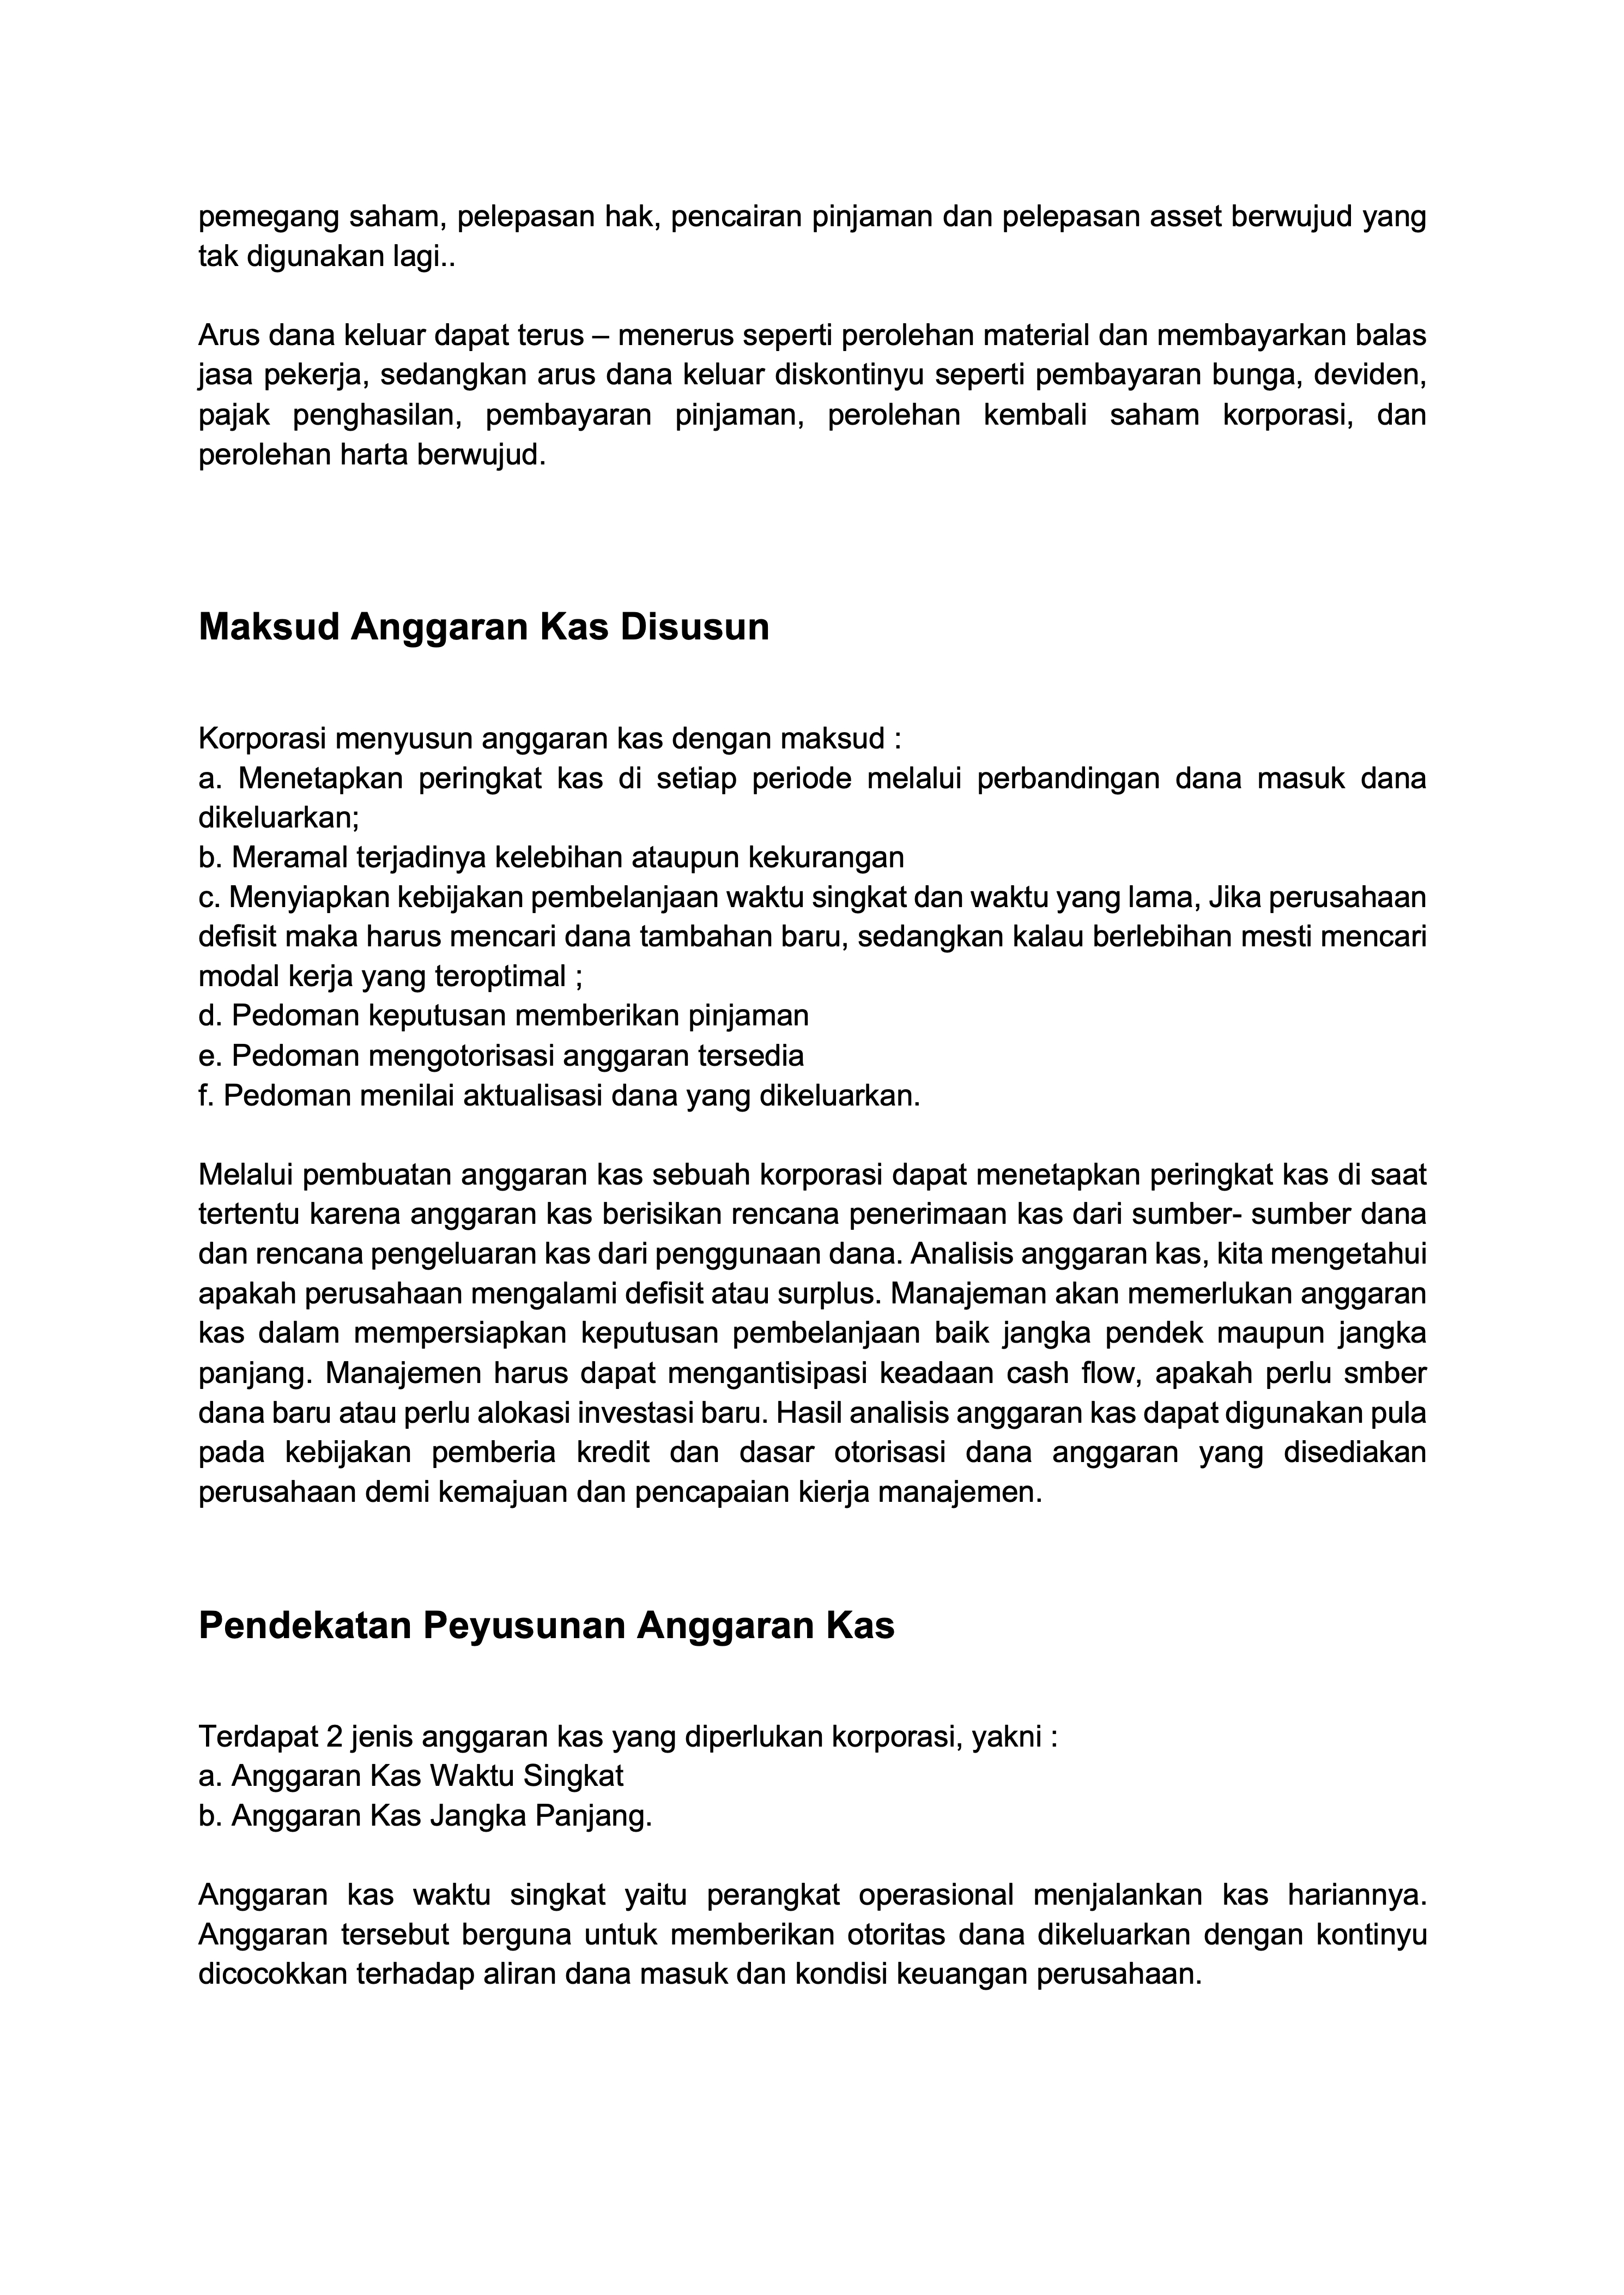 pemegang saham, pelepasan hak, pencairan pinjaman dan pelepasan asset berwujud yang
tak digunakan lagi..
Arus dana keluar dapat terus – menerus seperti perolehan material dan membayarkan balas
jasa pekerja, sedangkan arus dana keluar diskontinyu seperti pembayaran bunga, deviden,
pajak penghasilan, pembayaran pinjaman, perolehan kembali saham korporasi, dan
perolehan harta berwujud.
Maksud Anggaran Kas Disusun
Korporasi menyusun anggaran kas dengan maksud :
a. Menetapkan peringkat kas di setiap periode melalui perbandingan dana masuk dana
dikeluarkan;
b. Meramal terjadinya kelebihan ataupun kekurangan
c. Menyiapkan kebijakan pembelanjaan waktu singkat dan waktu yang lama, Jika perusahaan
defisit maka harus mencari dana tambahan baru, sedangkan kalau berlebihan mesti mencari
modal kerja yang teroptimal ;
d. Pedoman keputusan memberikan pinjaman
e. Pedoman mengotorisasi anggaran tersedia
f. Pedoman menilai aktualisasi dana yang dikeluarkan.
Melalui pembuatan anggaran kas sebuah korporasi dapat menetapkan peringkat kas di saat
tertentu karena anggaran kas berisikan rencana penerimaan kas dari sumber- sumber dana
dan rencana pengeluaran kas dari penggunaan dana. Analisis anggaran kas, kita mengetahui
apakah perusahaan mengalami defisit atau surplus. Manajeman akan memerlukan anggaran
kas dalam mempersiapkan keputusan pembelanjaan baik jangka pendek maupun jangka
panjang. Manajemen harus dapat mengantisipasi keadaan cash flow, apakah perlu smber
dana baru atau perlu alokasi investasi baru. Hasil analisis anggaran kas dapat digunakan pula
pada kebijakan pemberia kredit dan dasar otorisasi dana anggaran yang disediakan
perusahaan demi kemajuan dan pencapaian kierja manajemen.
Pendekatan Peyusunan Anggaran Kas
Terdapat 2 jenis anggaran kas yang diperlukan korporasi, yakni :
a. Anggaran Kas Waktu Singkat
b. Anggaran Kas Jangka Panjang.
Anggaran kas waktu singkat yaitu perangkat operasional menjalankan kas hariannya.
Anggaran tersebut berguna untuk memberikan otoritas dana dikeluarkan dengan kontinyu
dicocokkan terhadap aliran dana masuk dan kondisi keuangan perusahaan.